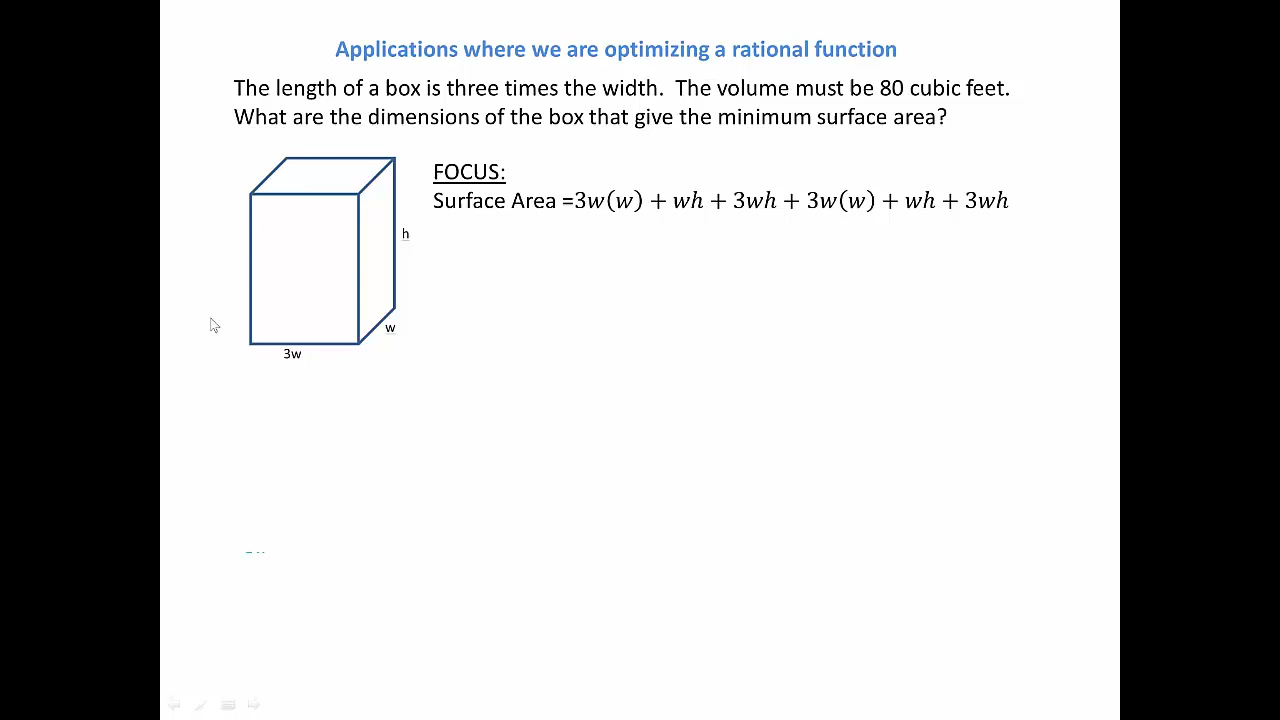 Applications where we are optimizing a rational function
The length of a box is three times the width.  The volume must be 80 cubic feet.
What are the dimensions of the box that give the minimum surface area?
FOCUS:
Surface Area =3w(w) + wh + 3wh + 3w(w) + wh + 3wh
h
w
3w